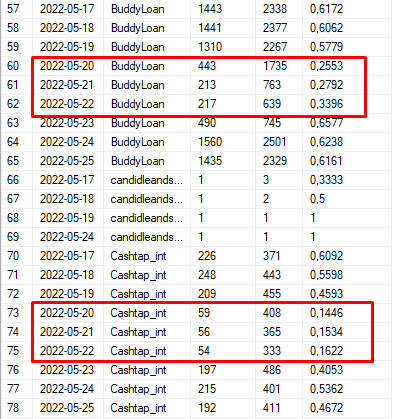 57 2022-05-17 BuddyLoan 1443 2338 0,6172
58 2022-05-18 BuddyLoan 1441 2377 0,6062
59 2022-05-19 BuddyLoan 1310 2267 0,5779
60 2022-05-20 BuddyLoan 443 1735 0,2553
61 2022-05-21 BuddyLoan 213 763 0,2792
62 2022-05-22 BuddyLoan 217 639 0,3396
63 2022-05-23 BuddyLoan 490 745 0,6577
64 2022-05-24 BuddyLoan 1560 2501 0,6238
65 2022-05-25 BuddyLoan 1435 2329 0,6161
66 2022-05-17 candidleands... 1 3 0,3333
67 2022-05-18 candidleands... 1 2 0,5
68 2022-05-19 candidleands... 1 1 1
69 2022-05-24 candidleands... 1 1 1
70 2022-05-17 Cashtap_int 226 371 0,6092
71 2022-05-18 Cashtap_int 248 443 0,5598
72 2022-05-19 Cashtap_int 209 455 0,4593
73 2022-05-20 Cashtap_int 59 408 0,1446
74 2022-05-21 Cashtap_int 56 365 0,1534
75 2022-05-22 Cashtap_int 54 333 0,1622
76 2022-05-23 Cashtap_int 197 486 0,4053
77 2022-05-24 Cashtap_int 215 401 0,5362
78 2022-05-25 Cashtap_int 192 411 0,4672